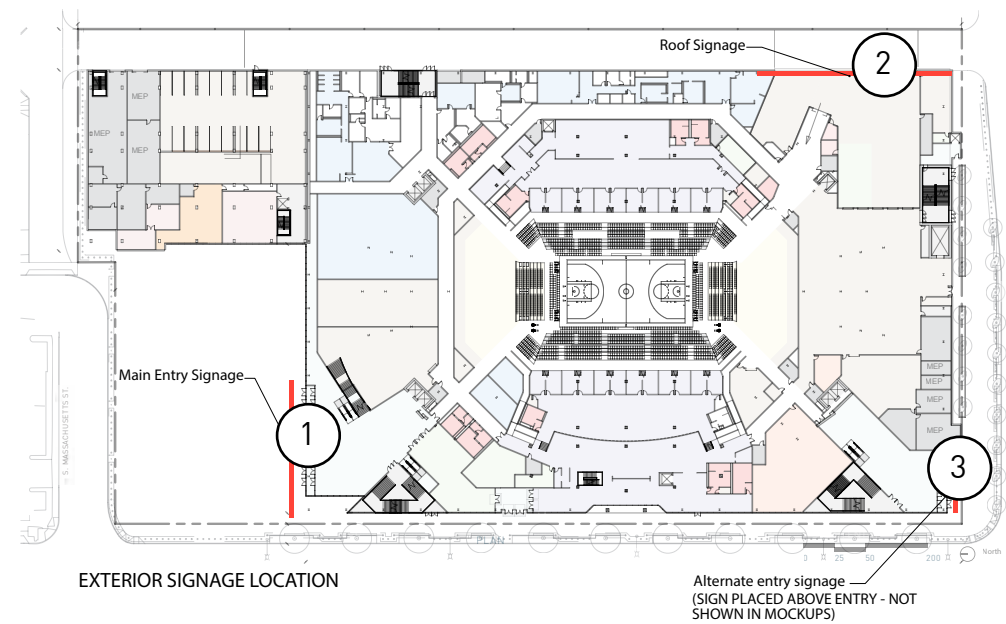 Roof Signage
2
MEP
MEP
MEP
Main Entry Signage
1
S. MASSACHUSETTS ST.
MEP
MEP
MEP
MEP
3
PLAN
0 25 50 200
North
EXTERIOR SIGNAGE LOCATION
Alternate entry signage
(SIGN PLACED ABOVE ENTRY - NOT
SHOWN IN MOCKUPS)